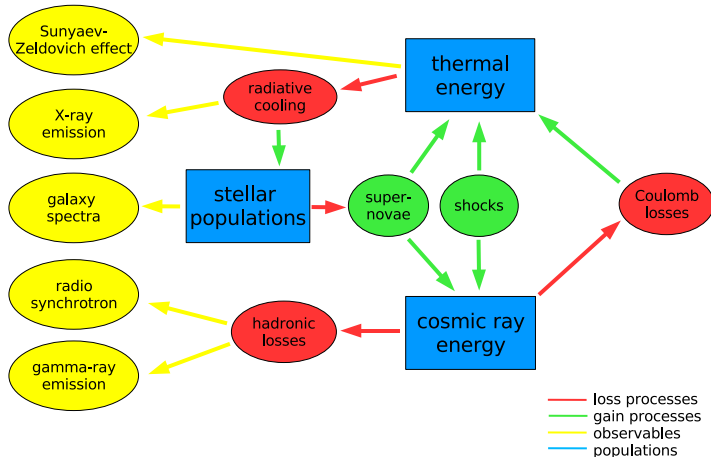 Sunyaev-
Zeldovich effect
thermal
energy
radiative
cooling
X-ray
emission
stellar
populations
super-
novae
shocks
Coulomb
losses
galaxy
spectra
radio
synchrotron
hadronic
losses
cosmic ray
energy
gamma-ray
emission
loss processes
gain processes
observables
populations